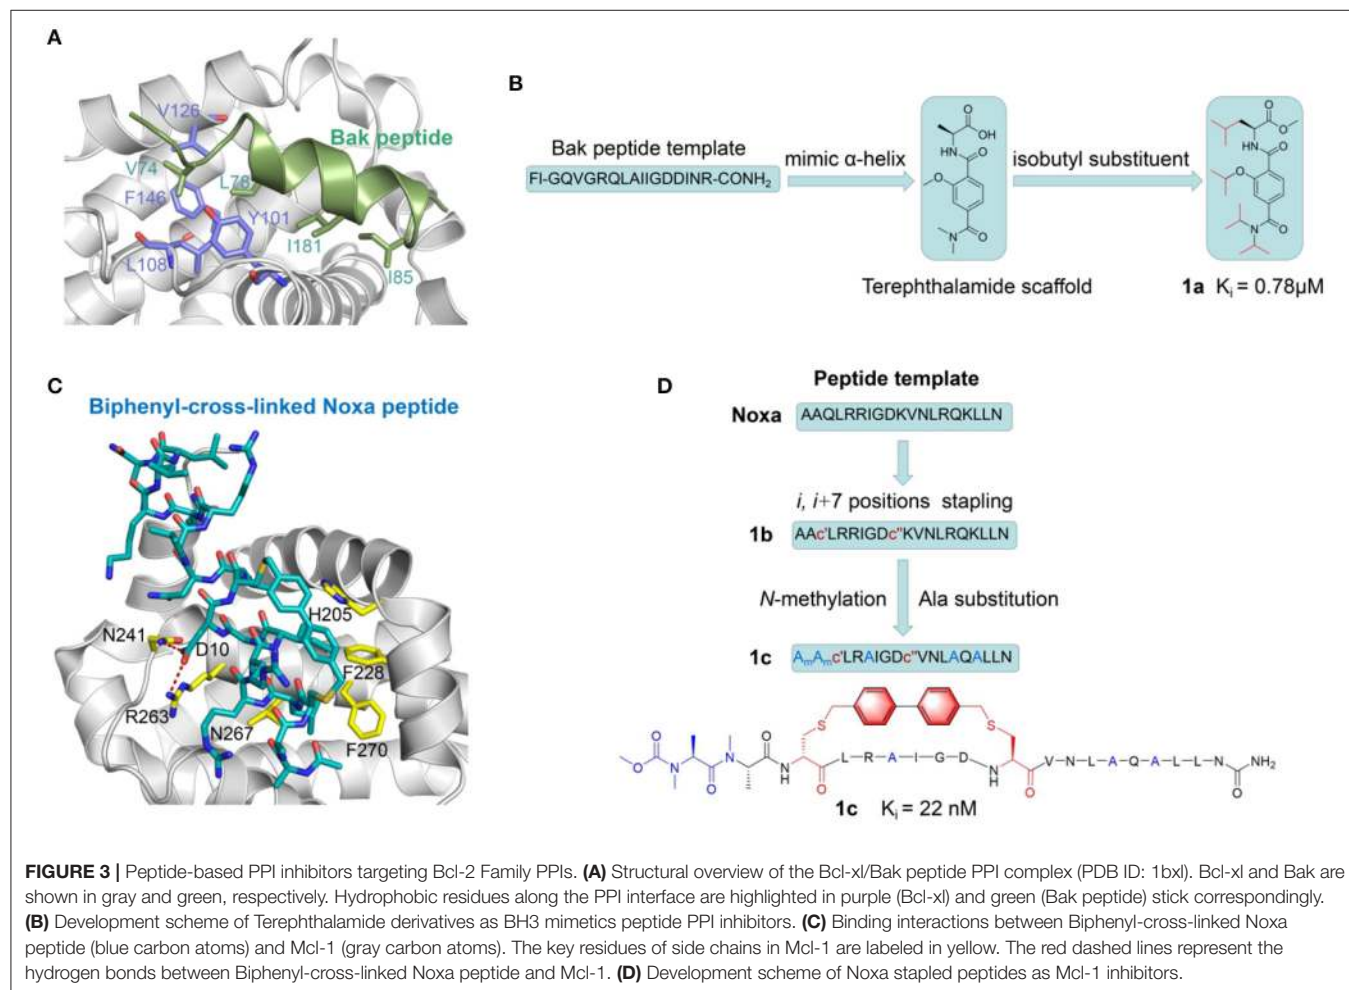 A
V126
Bak peptide
V74
L78
F146
Y101
I181
L108
I85
B
Bak peptide template
FI-GQVGRQLAIIGDDINR-CONH₂
mimic α-helix
O
OH
HN
O
O
N
O
Terephthalamide scaffold
isobutyl substituent
O
O
HN
O
O
N
O
1a Kᵢ = 0.78μM
C
Biphenyl-cross-linked Noxa peptide
H205
N241
D10
F228
R263
N267
F270
D
Peptide template
Noxa AAQLRRIGDKVNLRQKLLN
i, i+7 positions stapling
1b AAc'LRRIGDc"KVNLRQKLLN
N-methylation Ala substitution
1c AₘAₘc'LRAIGDc"VNLAQALLN
S S
O O N O N O N H O L R A I G D N H O V N L A Q A L L N O NH₂
1c Kᵢ = 22 nM
FIGURE 3 | Peptide-based PPI inhibitors targeting Bcl-2 Family PPIs. (A) Structural overview of the Bcl-xl/Bak peptide PPI complex (PDB ID: 1bxl). Bcl-xl and Bak are
shown in gray and green, respectively. Hydrophobic residues along the PPI interface are highlighted in purple (Bcl-xl) and green (Bak peptide) stick correspondingly.
(B) Development scheme of Terephthalamide derivatives as BH3 mimetics peptide PPI inhibitors. (C) Binding interactions between Biphenyl-cross-linked Noxa
peptide (blue carbon atoms) and Mcl-1 (gray carbon atoms). The key residues of side chains in Mcl-1 are labeled in yellow. The red dashed lines represent the
hydrogen bonds between Biphenyl-cross-linked Noxa peptide and Mcl-1. (D) Development scheme of Noxa stapled peptides as Mcl-1 inhibitors.